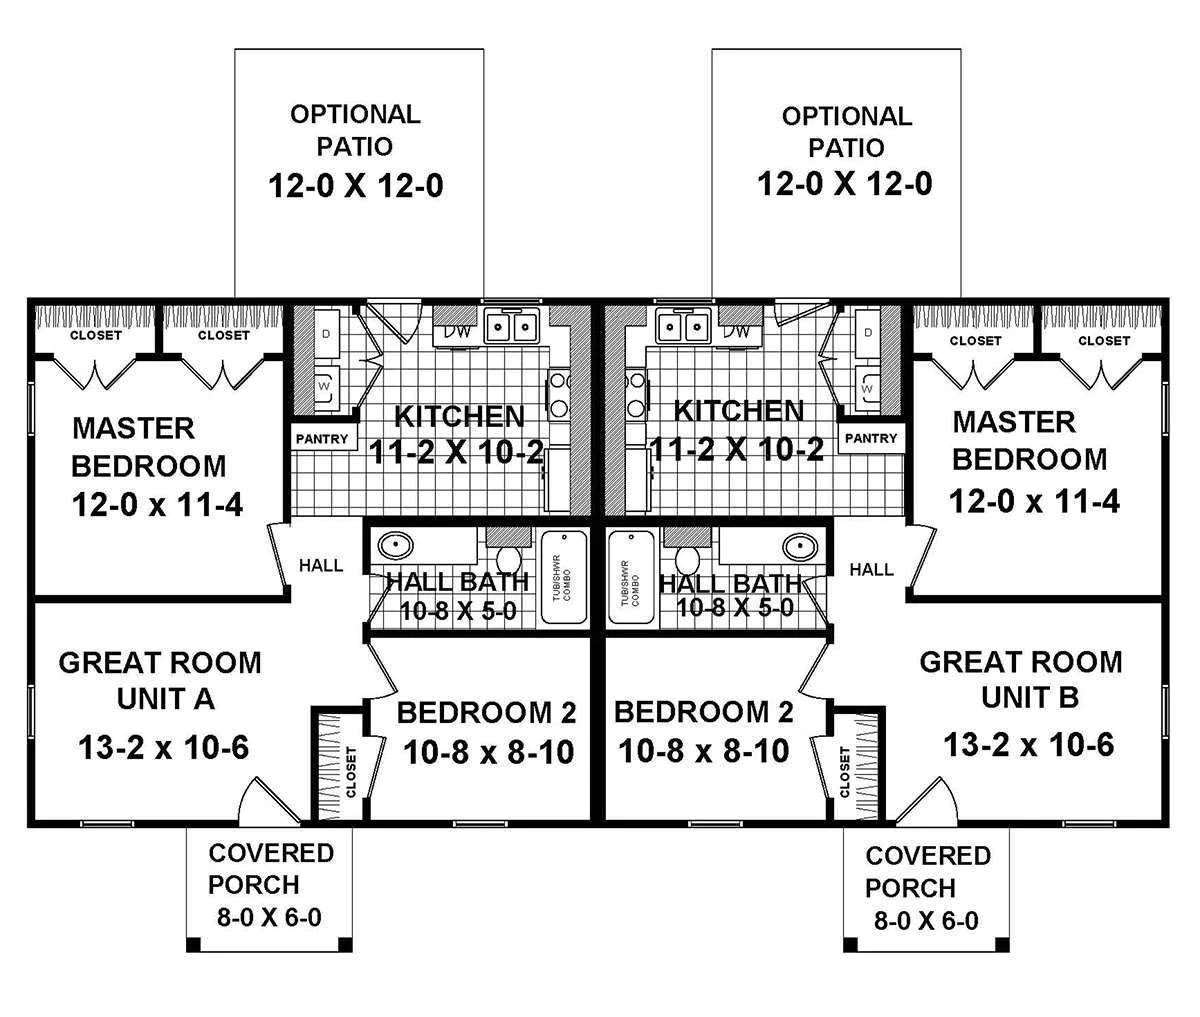 OPTIONAL
PATIO
12-0 X 12-0
OPTIONAL
PATIO
12-0 X 12-0
CLOSET
CLOSET
D
W
DW
KITCHEN
11-2 X 10-2
PANTRY
MASTER
BEDROOM
12-0 x 11-4
DW
D
W
KITCHEN
11-2 X 10-2
PANTRY
CLOSET
CLOSET
MASTER
BEDROOM
12-0 x 11-4
HALL
HALL BATH
10-8 X 5-0
TUB/SHWR
COMBO
TUB/SHWR
COMBO
HALL BATH
10-8 X 5-0
HALL
GREAT ROOM
UNIT A
13-2 x 10-6
CLOSET
BEDROOM 2
10-8 x 8-10
BEDROOM 2
10-8 x 8-10
CLOSET
GREAT ROOM
UNIT B
13-2 x 10-6
COVERED
PORCH
8-0 X 6-0
COVERED
PORCH
8-0 X 6-0